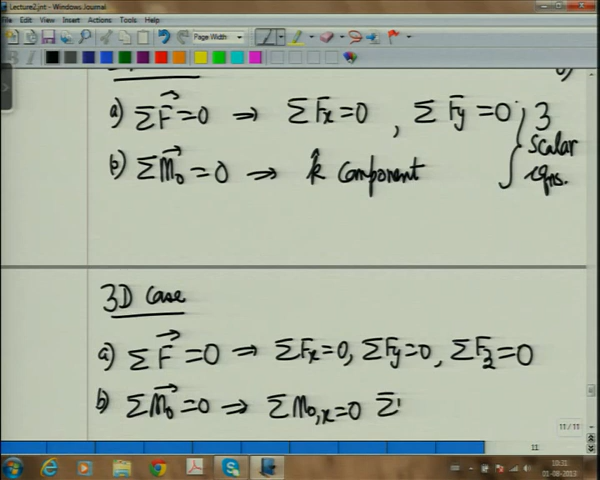 Lecture2.jnt - Windows Journal
File Edit View Insert Actions Tools Help
Page Width
a) ΣF⃗ = 0 ⇒ ΣFx = 0, ΣFy = 0, } 3 scalar eqns.
b) ΣM⃗o = 0 → k̂ component
3D Case
a) ΣF⃗ = 0 ⇒ ΣFx = 0, ΣFy = 0, ΣFz = 0
b) ΣM⃗o = 0 ⇒ ΣMo,x = 0 Σ
11 / 11
11
10:31
01-08-2013